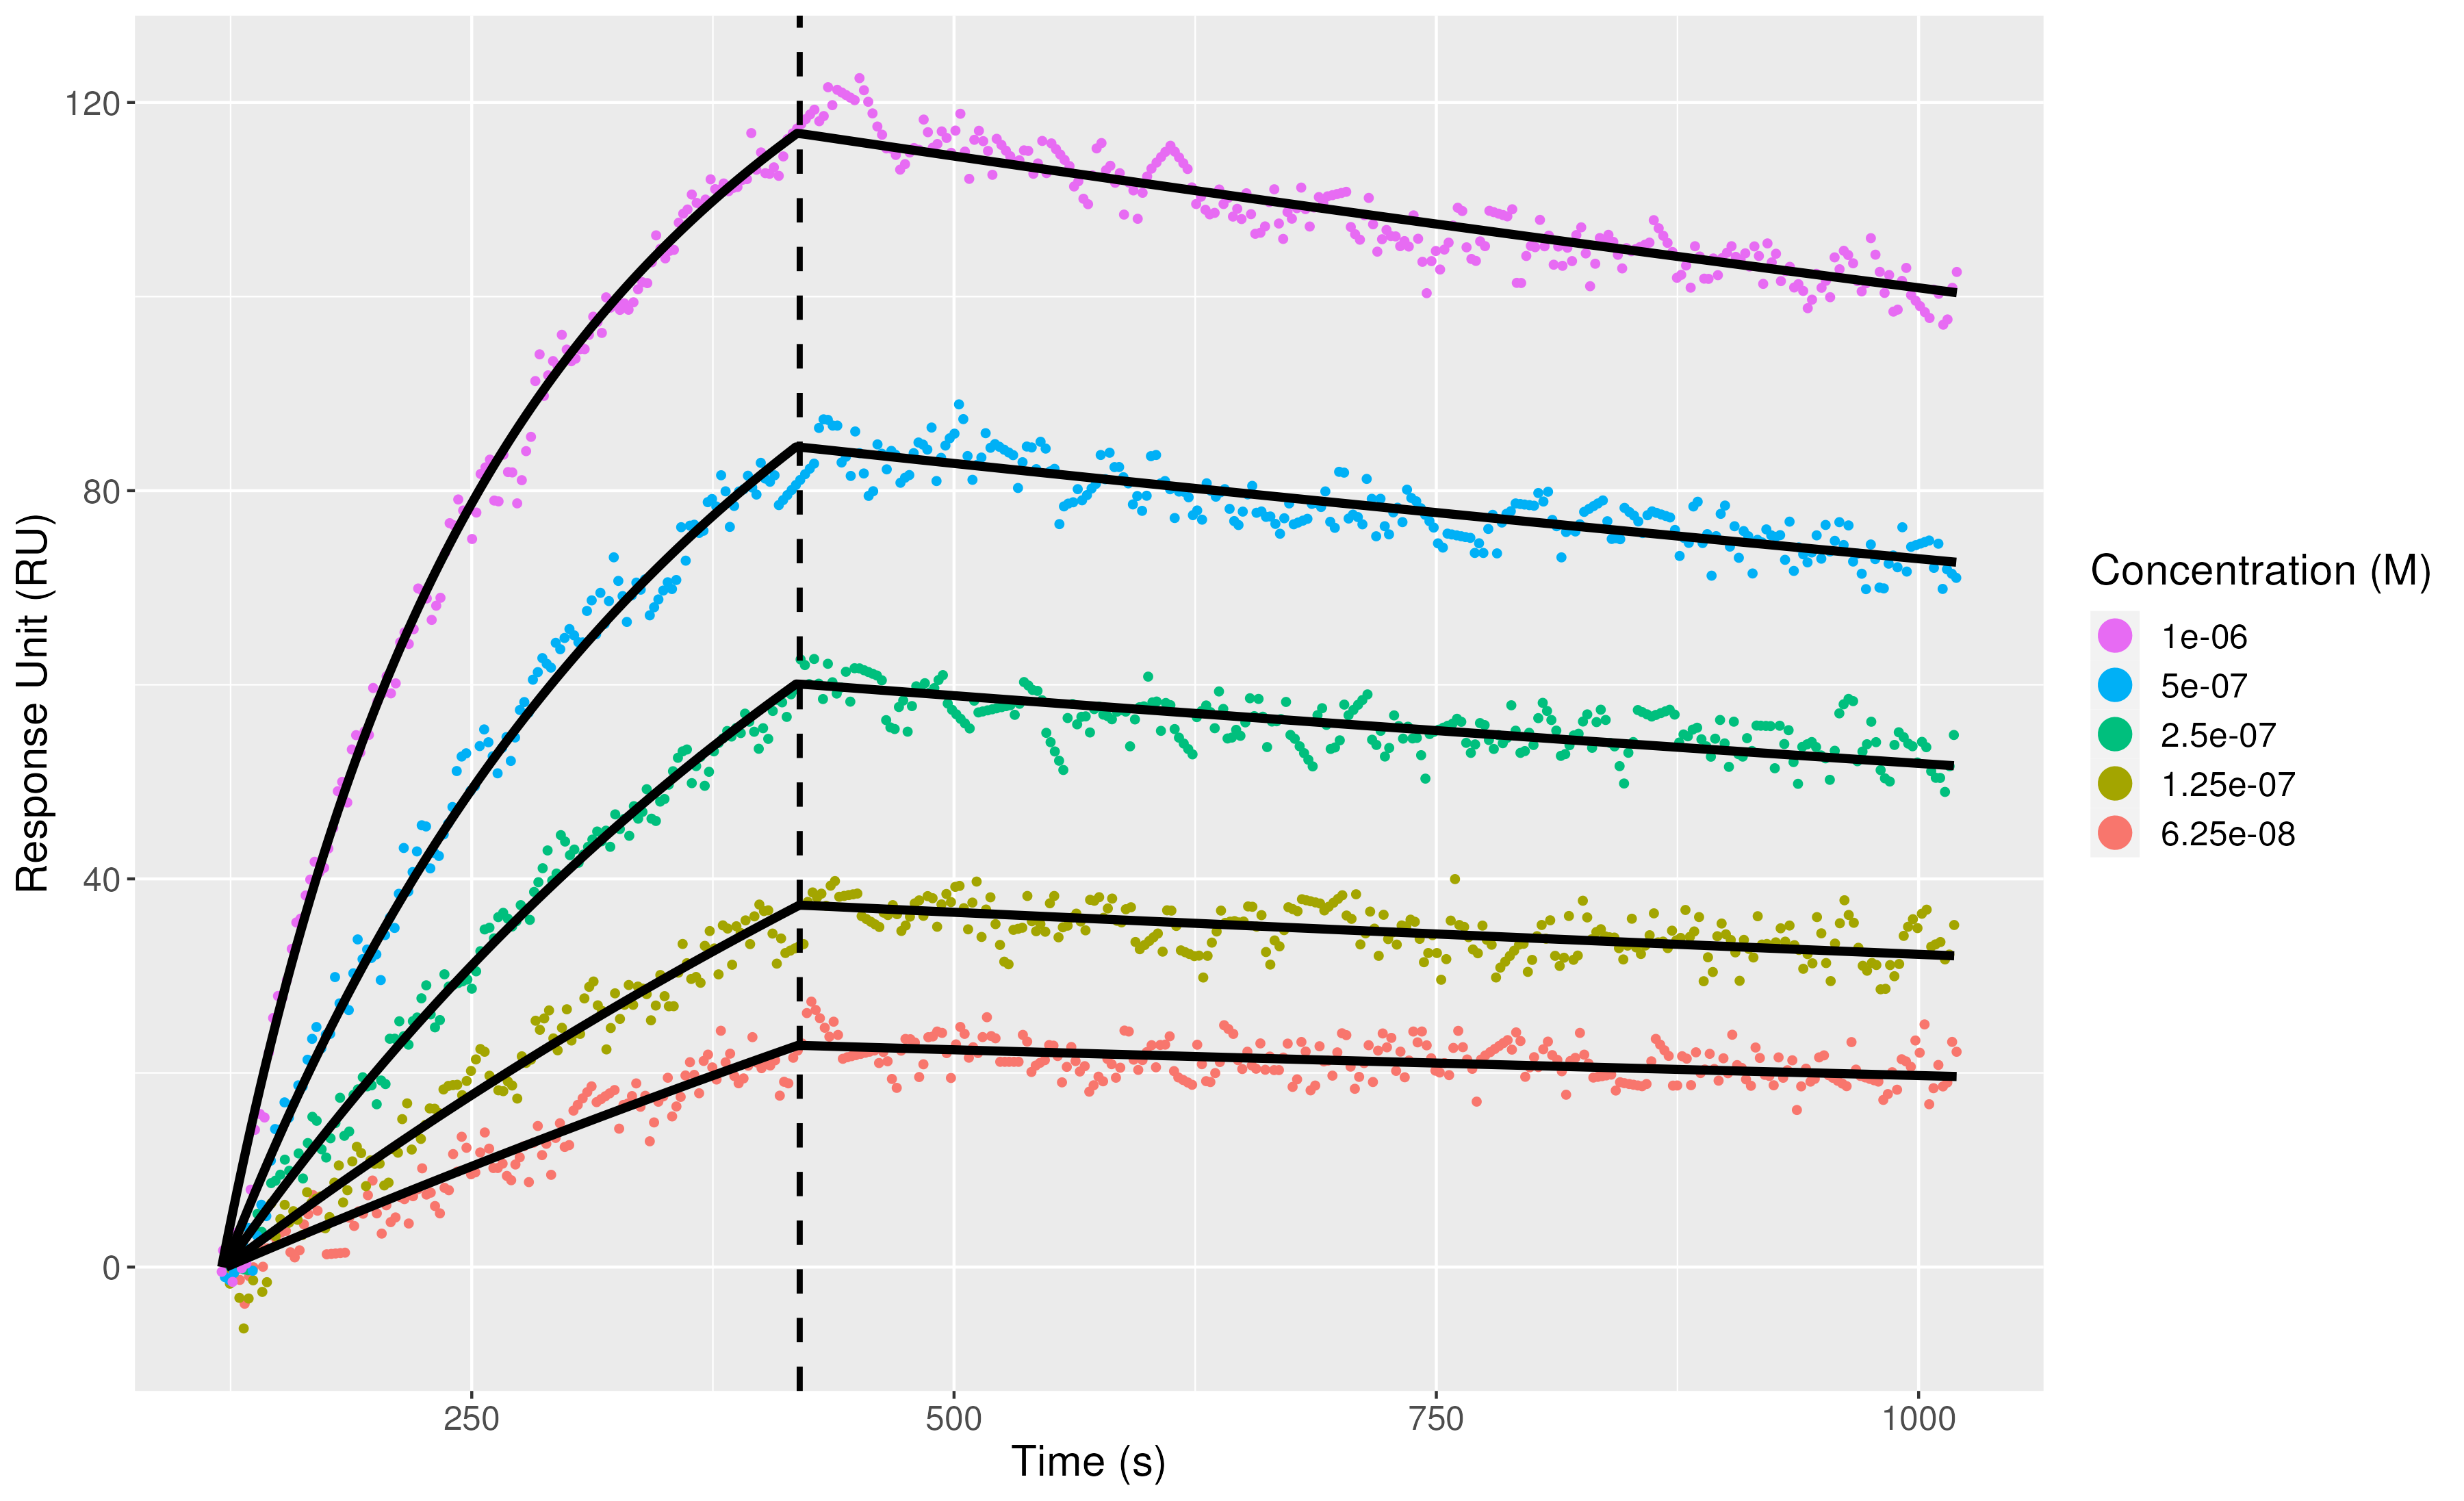 Response Unit (RU)
120
80
40
0
250
500
750
1000
Time (s)
Concentration (M)
1e-06
5e-07
2.5e-07
1.25e-07
6.25e-08